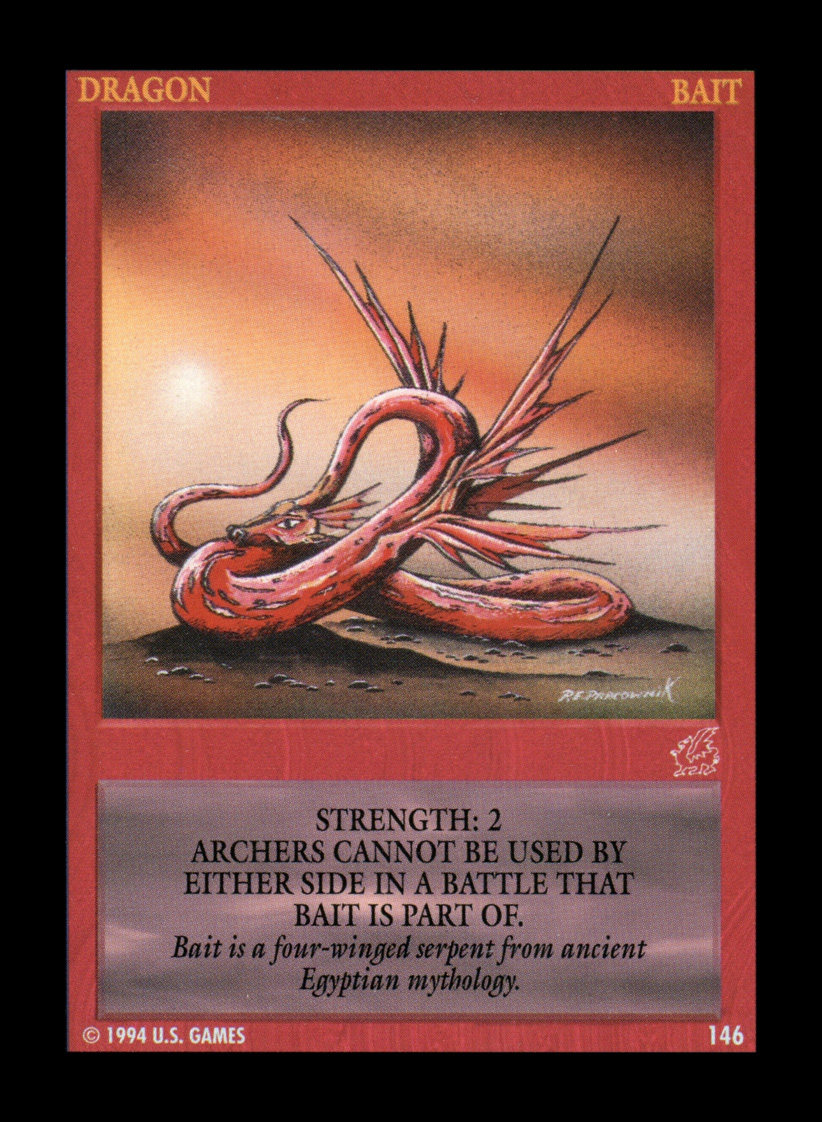 DRAGON BAIT
R.E. PRACOWNIK
STRENGTH: 2
ARCHERS CANNOT BE USED BY
EITHER SIDE IN A BATTLE THAT
BAIT IS PART OF.
Bait is a four-winged serpent from ancient
Egyptian mythology.
© 1994 U.S. GAMES 146